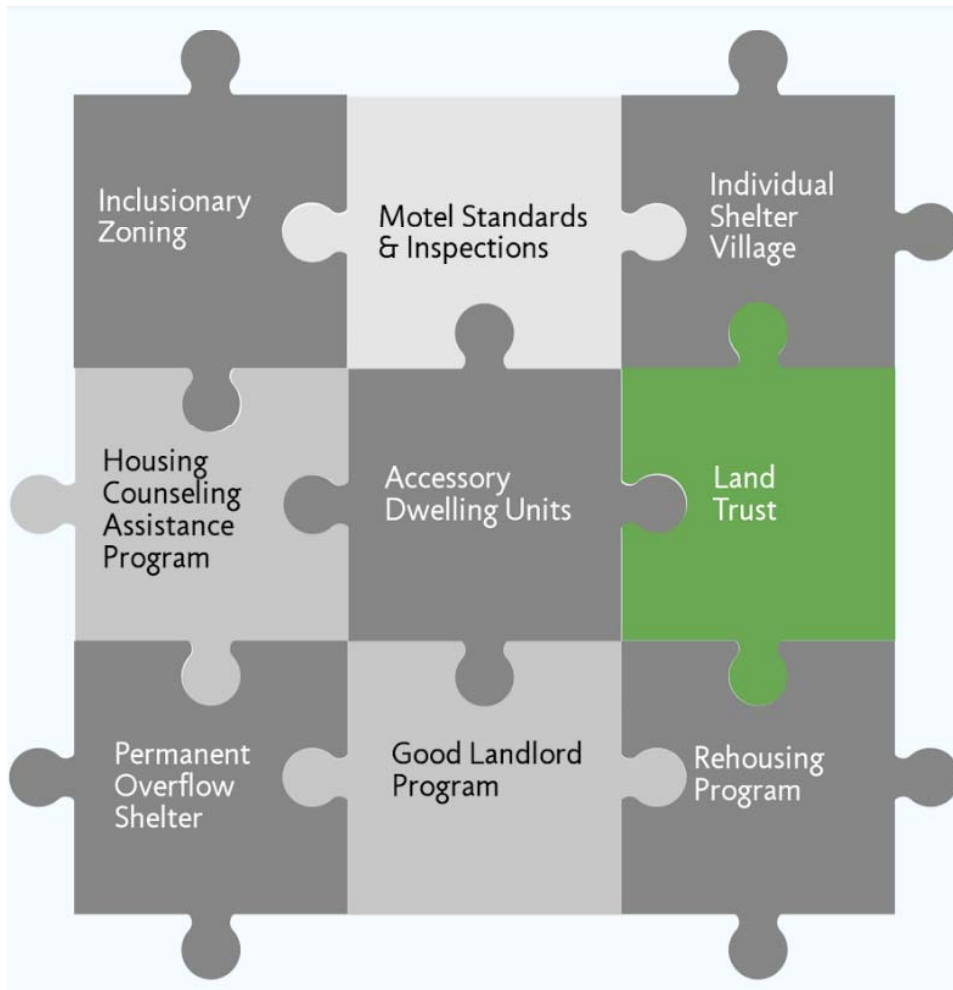 Inclusionary
Zoning
Motel Standards
& Inspections
Individual
Shelter
Village
Housing
Counseling
Assistance
Program
Accessory
Dwelling Units
Land
Trust
Permanent
Overflow
Shelter
Good Landlord
Program
Rehousing
Program